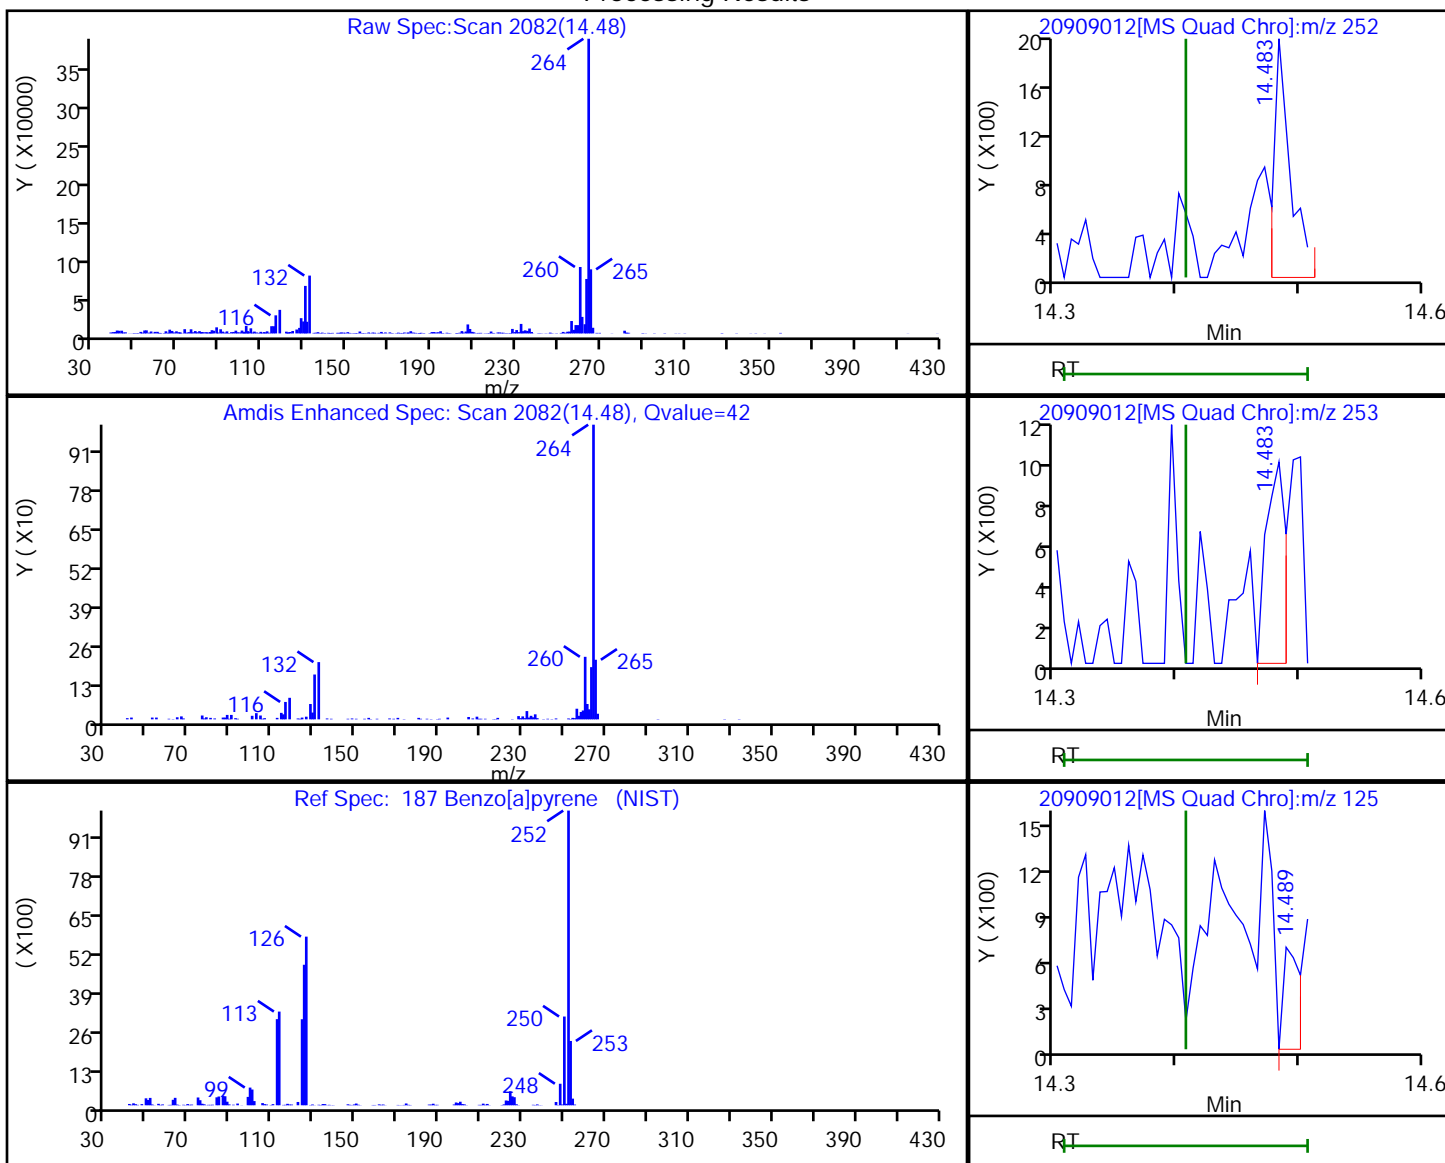 Processing Results
Raw Spec:Scan 2082(14.48)
Y ( X10000)
35
30
25
20
15
10
5
0
264
132
116
260
265
30 70 110 150 190 230 270 310 350 390 430
m/z
20909012[MS Quad Chro]:m/z 252
Y ( X100)
20
16
12
8
4
0
14.483
14.3 14.6
Min
RT
Amdis Enhanced Spec: Scan 2082(14.48), Qvalue=42
Y ( X10)
91
78
65
52
39
26
13
0
264
132
116
260
265
30 70 110 150 190 230 270 310 350 390 430
m/z
20909012[MS Quad Chro]:m/z 253
Y ( X100)
12
10
8
6
4
2
0
14.483
14.3 14.6
Min
RT
Ref Spec: 187 Benzo[a]pyrene (NIST)
( X100)
91
78
65
52
39
26
13
0
252
126
113
99
250
253
248
30 70 110 150 190 230 270 310 350 390 430
20909012[MS Quad Chro]:m/z 125
Y ( X100)
15
12
9
6
3
0
14.489
14.3 14.6
Min
RT